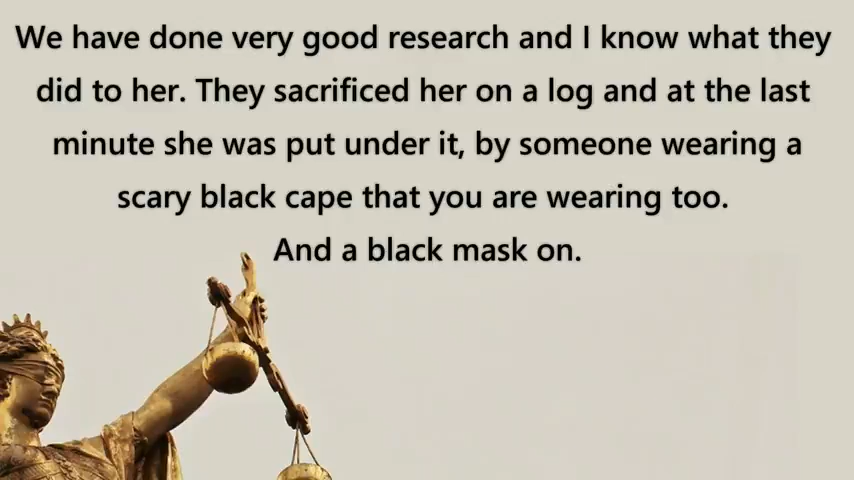 We have done very good research and I know what they
did to her. They sacrificed her on a log and at the last
minute she was put under it, by someone wearing a
scary black cape that you are wearing too.
And a black mask on.